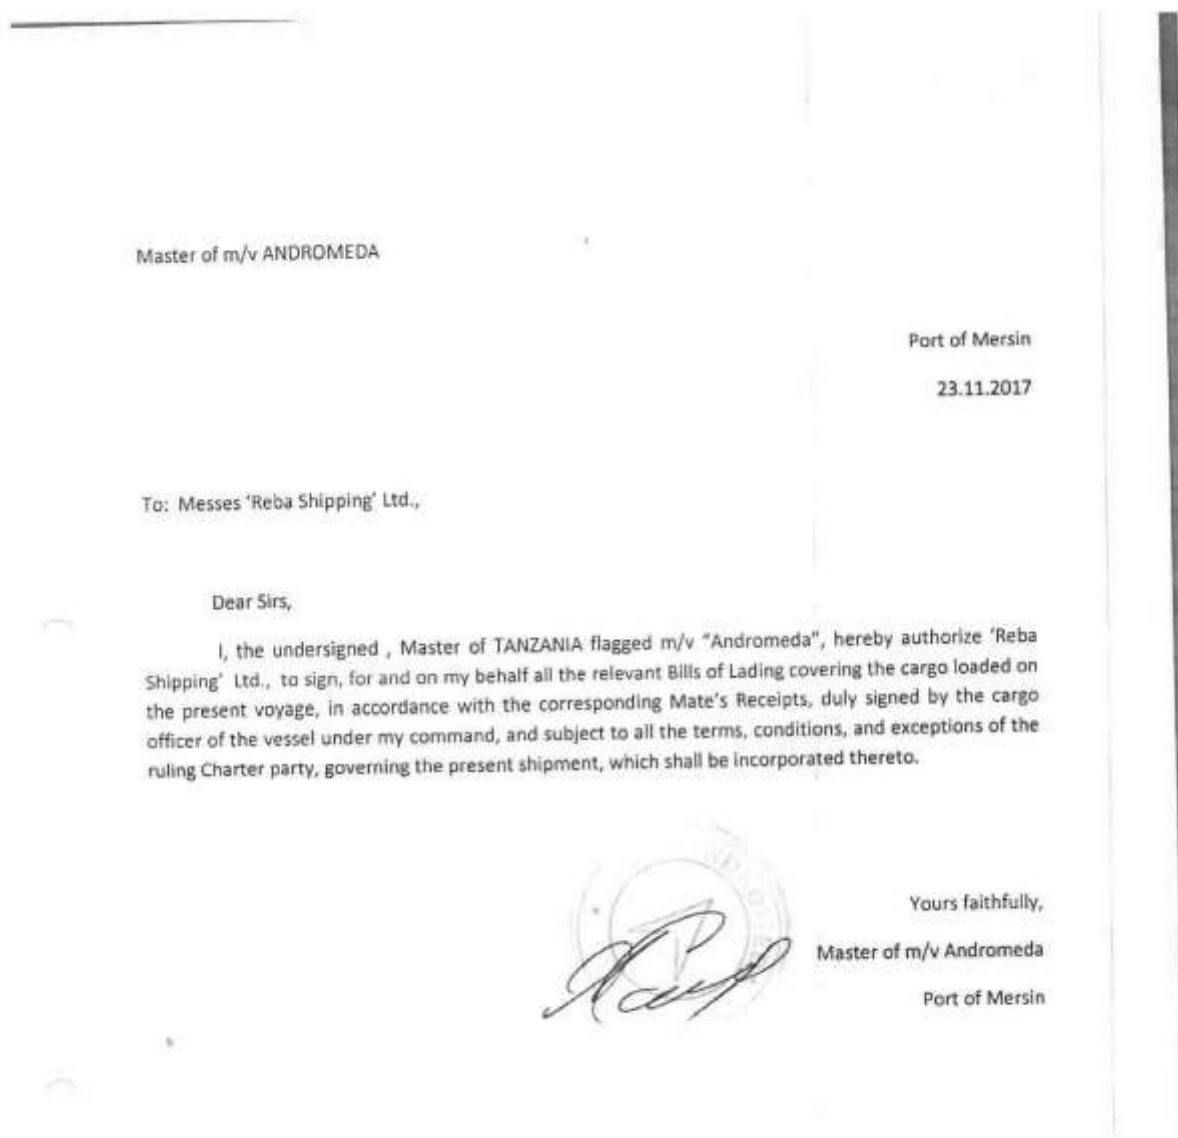 Master of m/v ANDROMEDA
Port of Mersin
23.11.2017
To: Messes 'Reba Shipping' Ltd.,
Dear Sirs,
I, the undersigned , Master of TANZANIA flagged m/v "Andromeda", hereby authorize 'Reba
Shipping' Ltd., to sign, for and on my behalf all the relevant Bills of Lading covering the cargo loaded on
the present voyage, in accordance with the corresponding Mate's Receipts, duly signed by the cargo
officer of the vessel under my command, and subject to all the terms, conditions, and exceptions of the
ruling Charter party, governing the present shipment, which shall be incorporated thereto.
Yours faithfully,
Master of m/v Andromeda
Port of Mersin